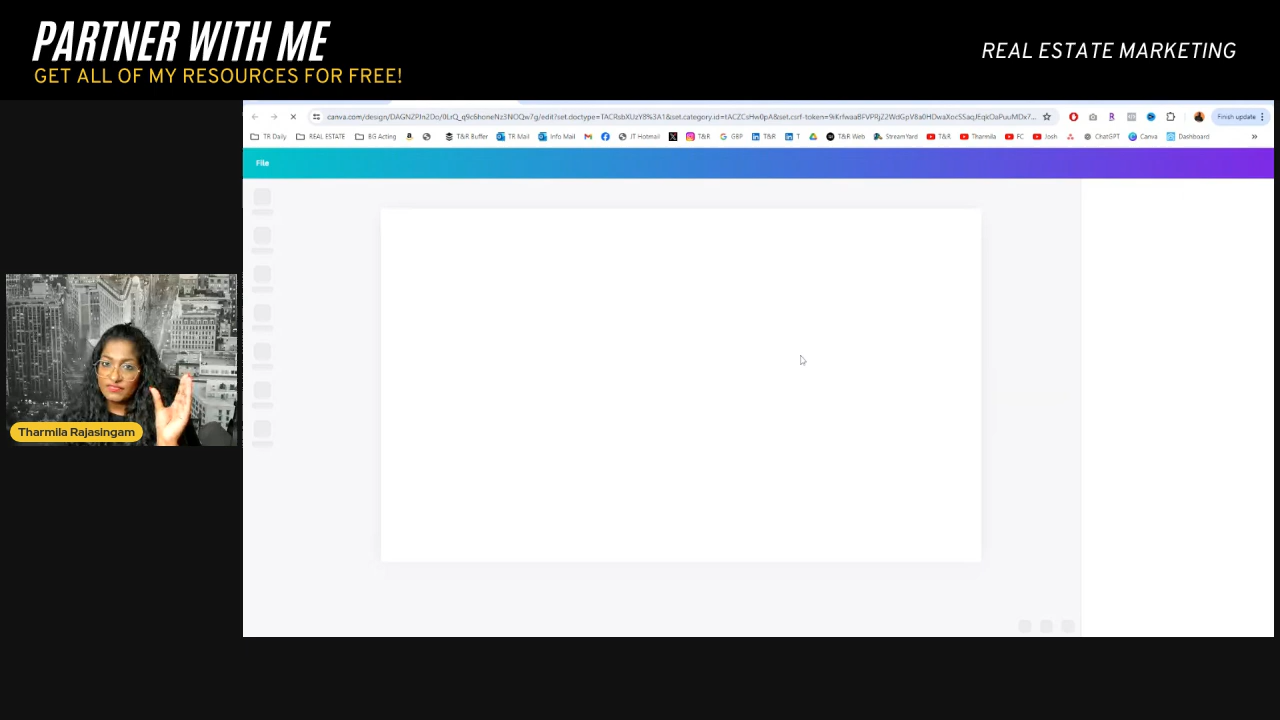 PARTNER WITH ME
GET ALL OF MY RESOURCES FOR FREE!
REAL ESTATE MARKETING
TR Daily REAL ESTATE BG Acting T&R Buffer TR Mail Info Mail JT Hotmail T&R GBP T&R T T&R Web StreamYard T&R Tharmila FC Josh ChatGPT Canva Dashboard »
Finish update
File
Tharmila Rajasingam